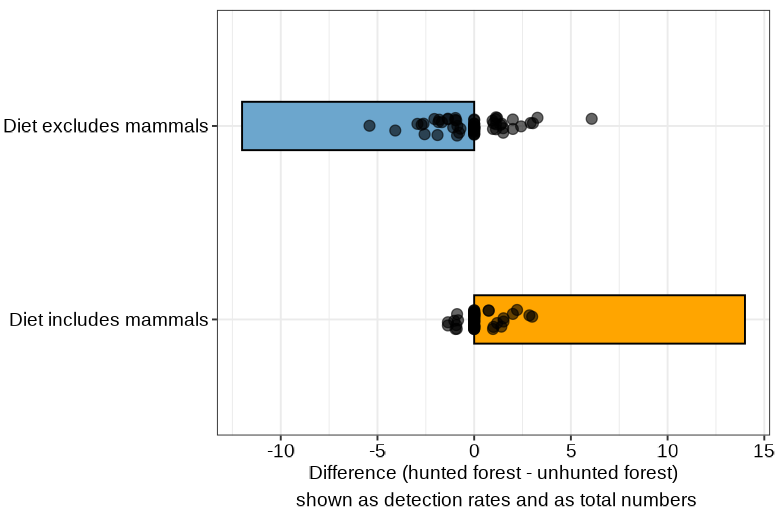 Diet excludes mammals
Diet includes mammals
-10 -5 0 5 10 15
Difference (hunted forest - unhunted forest)
shown as detection rates and as total numbers